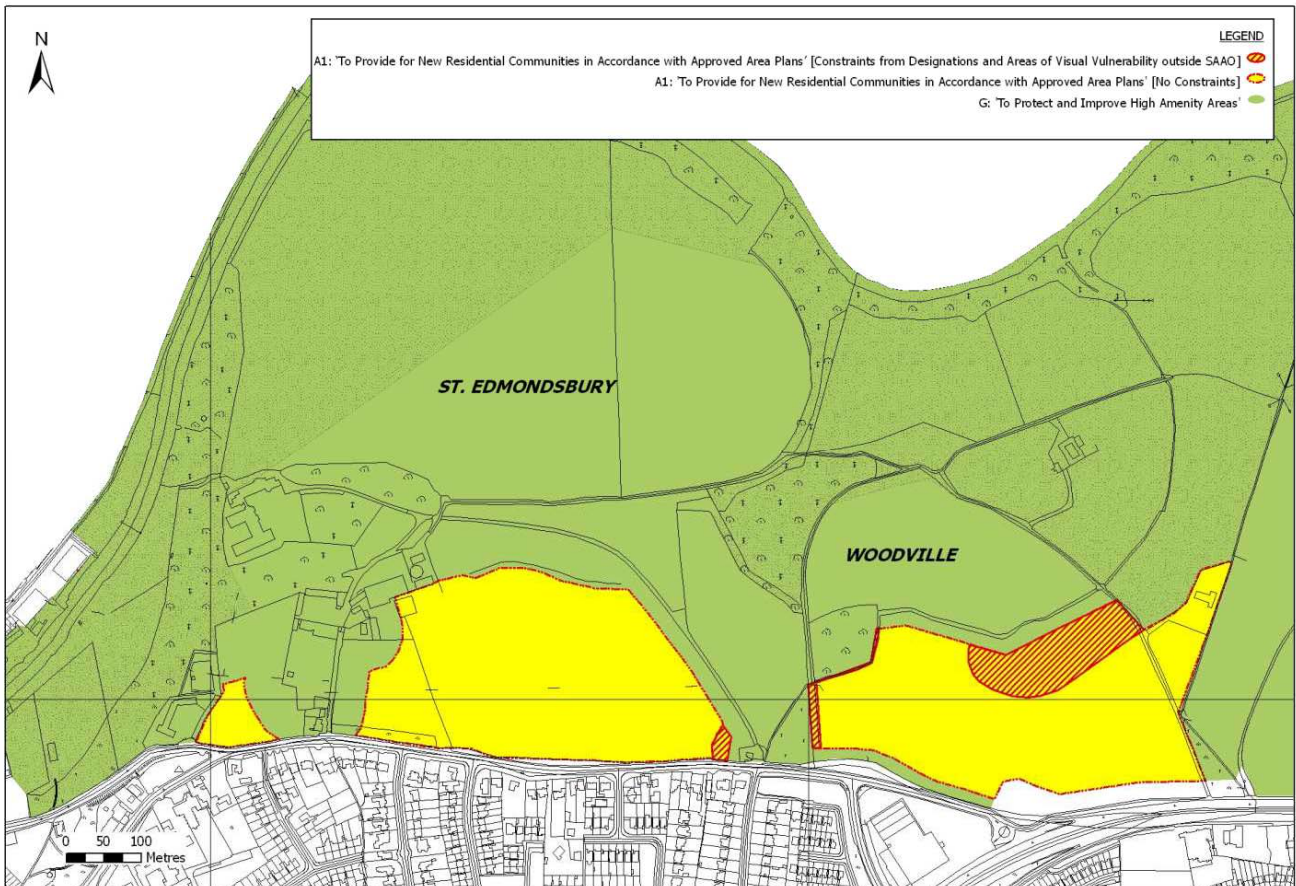 N
LEGEND
A1: 'To Provide for New Residential Communities in Accordance with Approved Area Plans' [Constraints from Designations and Areas of Visual Vulnerability outside SAAO]
A1: 'To Provide for New Residential Communities in Accordance with Approved Area Plans' [No Constraints]
G: 'To Protect and Improve High Amenity Areas'
ST. EDMONDSBURY
WOODVILLE
0 50 100
Metres